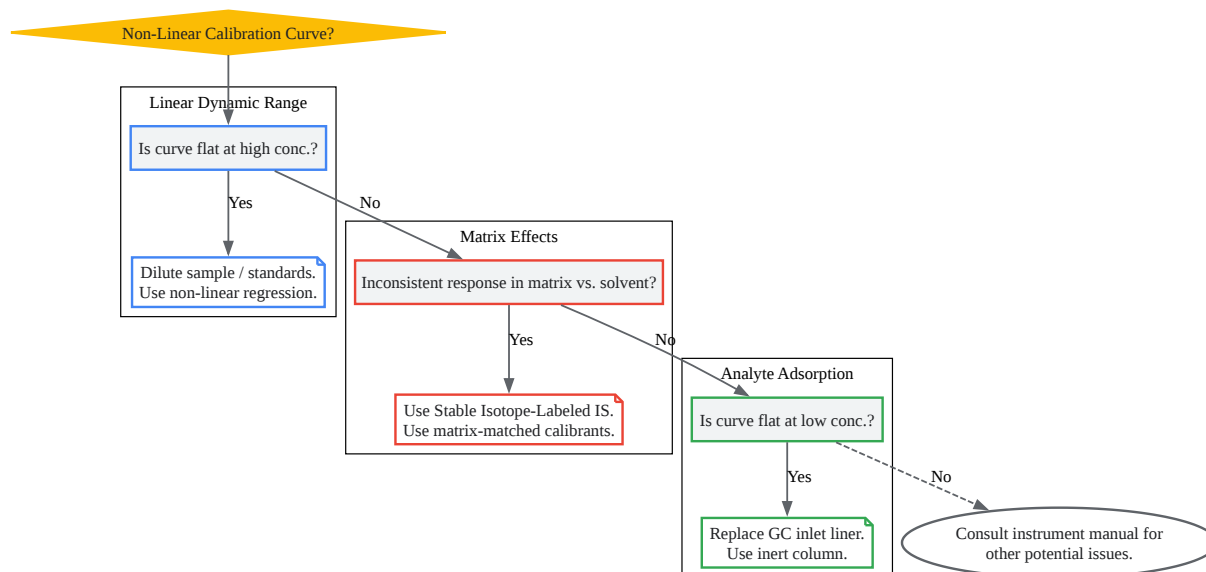 Non-Linear Calibration Curve?
Linear Dynamic Range
Is curve flat at high conc.?
Yes
No
Dilute sample / standards.
Use non-linear regression.
Matrix Effects
Inconsistent response in matrix vs. solvent?
Yes
No
Use Stable Isotope-Labeled IS.
Use matrix-matched calibrants.
Analyte Adsorption
Is curve flat at low conc.?
Yes
No
Replace GC inlet liner.
Use inert column.
Consult instrument manual for
other potential issues.